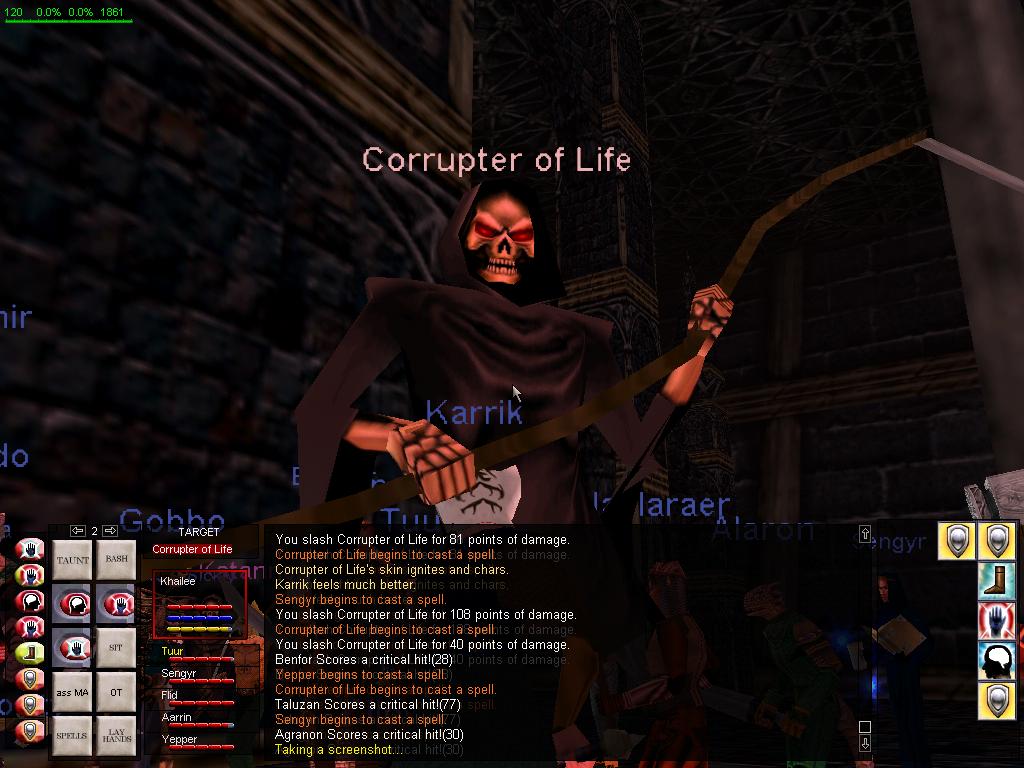 120 0.0% 0.0% 1861
Corrupter of Life
Karrik
Gobbo
laraer
Alaron
engyr
2
TARGET
Corrupter of Life
Khailee
Tuur
Sengyr
Flid
Aarrin
Yepper
TAUNT
BASH
SIT
ass MA
OT
SPELLS
LAY HANDS
You slash Corrupter of Life for 81 points of damage.
Corrupter of Life begins to cast a spell.
Corrupter of Life's skin ignites and chars.
Karrik feels much better.
Sengyr begins to cast a spell.
You slash Corrupter of Life for 108 points of damage.
Corrupter of Life begins to cast a spell.
You slash Corrupter of Life for 40 points of damage.
Benfor Scores a critical hit!(28)
Yepper begins to cast a spell.
Corrupter of Life begins to cast a spell.
Taluzan Scores a critical hit!(77)
Sengyr begins to cast a spell.
Agranon Scores a critical hit!(30)
Taking a screenshot...